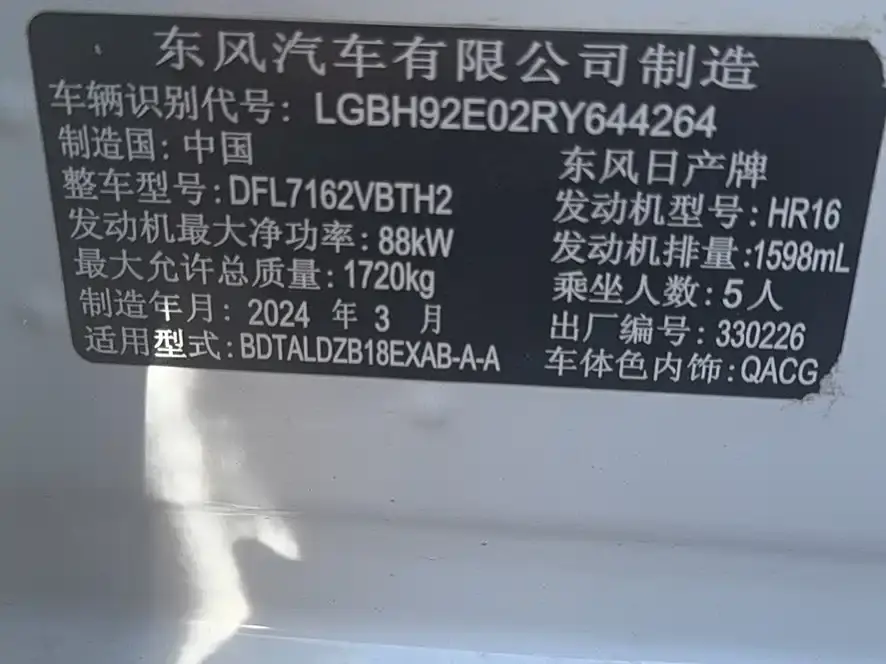 东风汽车有限公司制造
车辆识别代号: LGBH92E02RY644264
制造国: 中国 东风日产牌
整车型号:DFL7162VBTH2 发动机型号: HR16
发动机最大净功率: 88kW 发动机排量:1598mL
最大允许总质量: 1720kg 乘坐人数: 5人
制造年月: 2024 年 3 月 出厂编号: 330226
适用型式: BDTALDZB18EXAB-A-A 车体色内饰:QACG